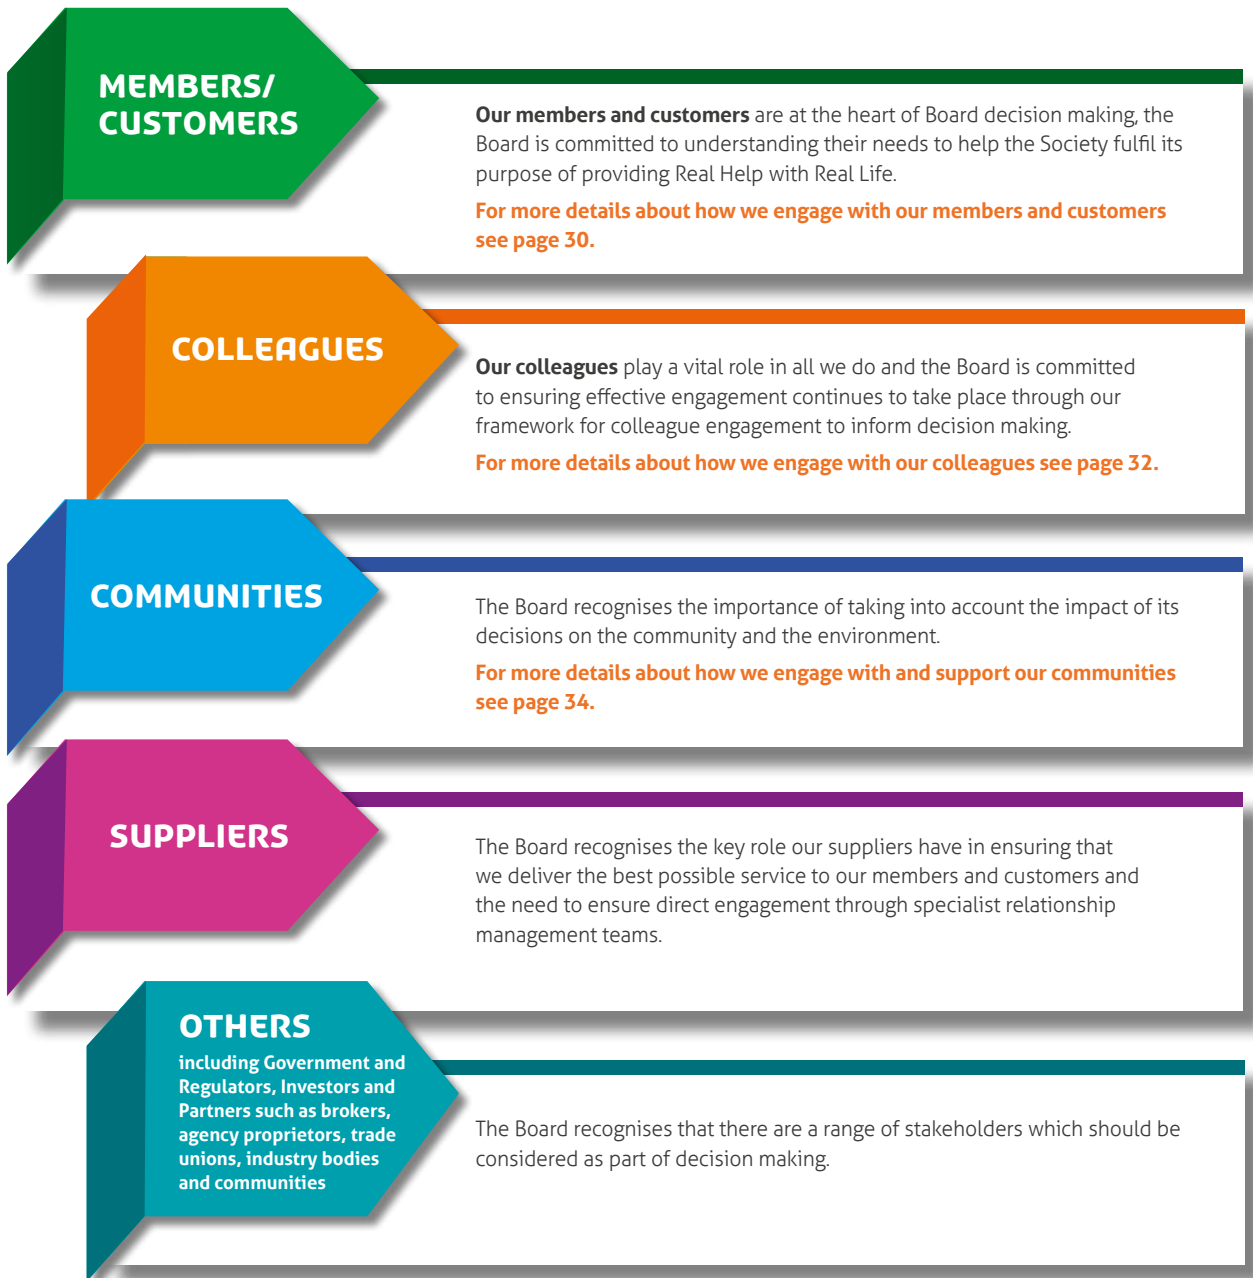 MEMBERS/
CUSTOMERS
Our members and customers are at the heart of Board decision making, the
Board is committed to understanding their needs to help the Society fulfil its
purpose of providing Real Help with Real Life.
For more details about how we engage with our members and customers
see page 30.
COLLEAGUES
Our colleagues play a vital role in all we do and the Board is committed
to ensuring effective engagement continues to take place through our
framework for colleague engagement to inform decision making.
For more details about how we engage with our colleagues see page 32.
COMMUNITIES
The Board recognises the importance of taking into account the impact of its
decisions on the community and the environment.
For more details about how we engage with and support our communities
see page 34.
SUPPLIERS
The Board recognises the key role our suppliers have in ensuring that
we deliver the best possible service to our members and customers and
the need to ensure direct engagement through specialist relationship
management teams.
OTHERS
including Government and
Regulators, Investors and
Partners such as brokers,
agency proprietors, trade
unions, industry bodies
and communities
The Board recognises that there are a range of stakeholders which should be
considered as part of decision making.